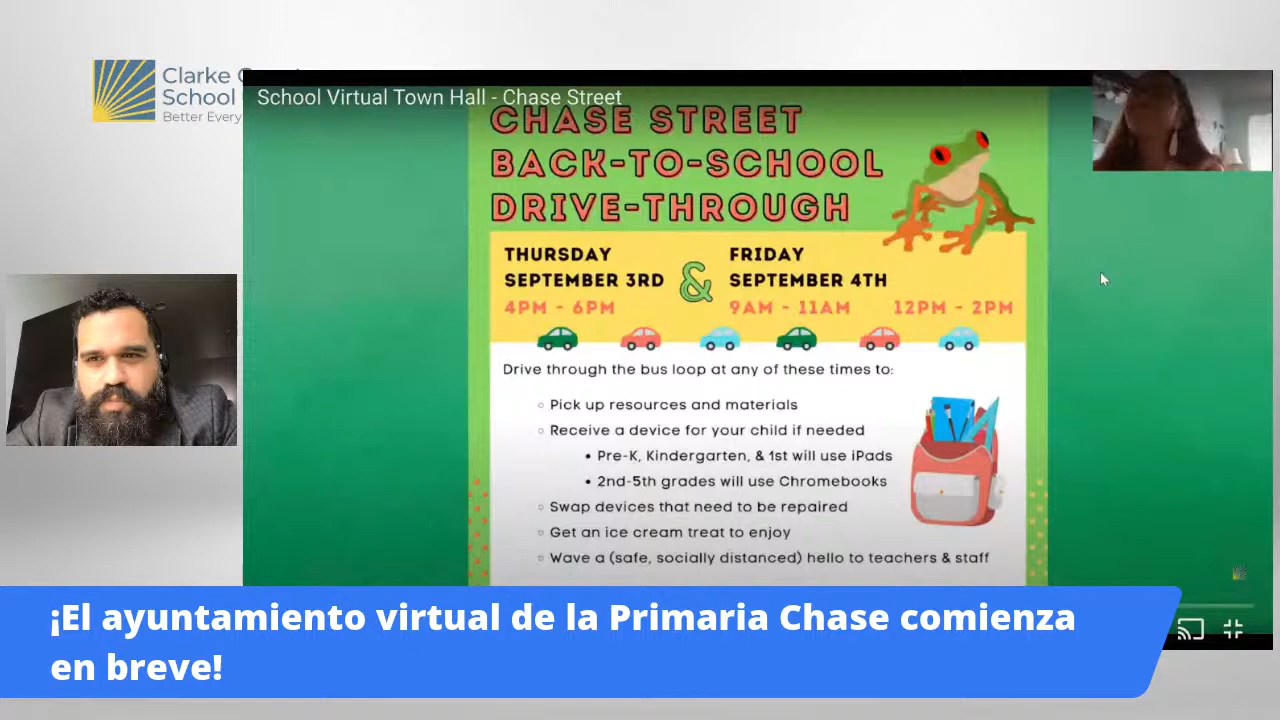 Clarke
School
Better Every
School Virtual Town Hall - Chase Street
CHASE STREET
BACK-TO-SCHOOL
DRIVE-THROUGH
THURSDAY
SEPTEMBER 3RD
4PM - 6PM
&
FRIDAY
SEPTEMBER 4TH
9AM - 11AM 12PM - 2PM
Drive through the bus loop at any of these times to:
Pick up resources and materials
Receive a device for your child if needed
Pre-K, Kindergarten, & 1st will use iPads
2nd-5th grades will use Chromebooks
Swap devices that need to be repaired
Get an ice cream treat to enjoy
Wave a (safe, socially distanced) hello to teachers & staff
¡El ayuntamiento virtual de la Primaria Chase comienza
en breve!